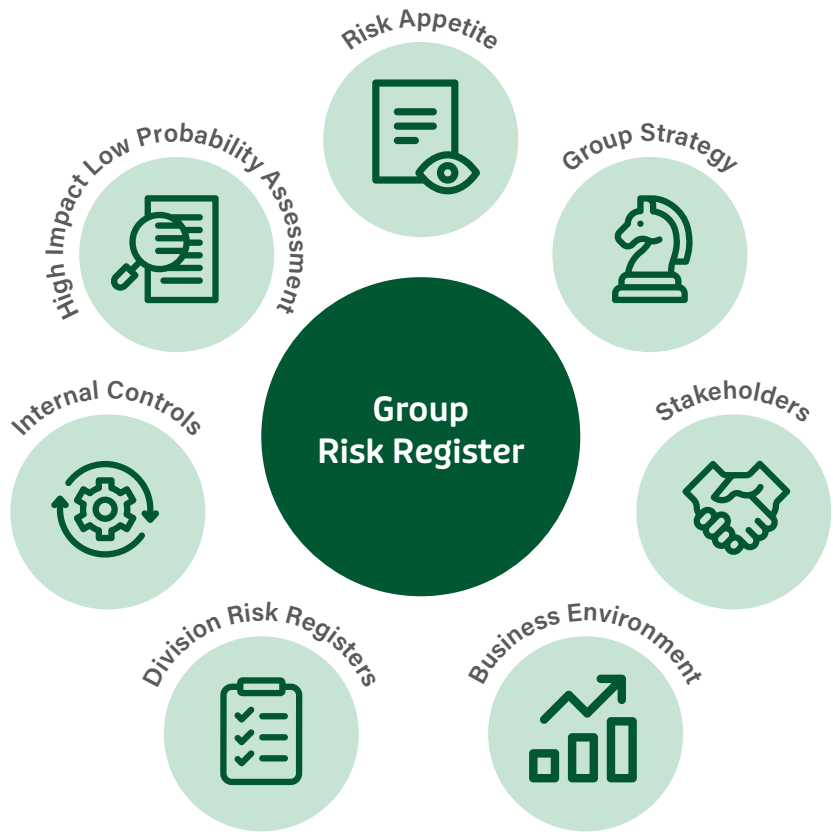 Risk Appetite
Group Strategy
Stakeholders
Business Environment
Division Risk Registers
Internal Controls
High Impact Low Probability Assessment
Group
Risk Register